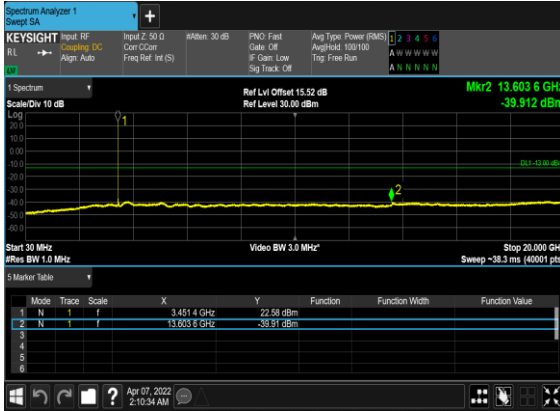 Spectrum Analyzer 1
Swept SA
+
KEYSIGHT Input: RF Input Z: 50 Ω #Atten: 30 dB PNO: Fast Avg Type: Power (RMS) 1 2 3 4 5 6
RL Coupling: DC Corr CCorr Gate: Off Avg|Hold: 100/100 A W W W W W
Align: Auto Freq Ref: Int (S) IF Gain: Low Trig: Free Run
Sig Track: Off A N N N N N
1 Spectrum Ref Lvl Offset 15.52 dB Mkr2 13.603 6 GHz
Scale/Div 10 dB Ref Level 30.00 dBm -39.912 dBm
Log
20.0
10.0
0.00
-10.0
-20.0
-30.0
-40.0
-50.0
-60.0
1
DL1 -13.00 dBm
2
Start 30 MHz Video BW 3.0 MHz* Stop 20.000 GH
#Res BW 1.0 MHz Sweep ~38.3 ms (40001 pts
5 Marker Table
Mode Trace Scale X Y Function Function Width Function Value
1 N 1 f 3.451 4 GHz 22.58 dBm
2 N 1 f 13.603 6 GHz -39.91 dBm
3
4
5
6
? Apr 07, 2022
2:10:34 AM